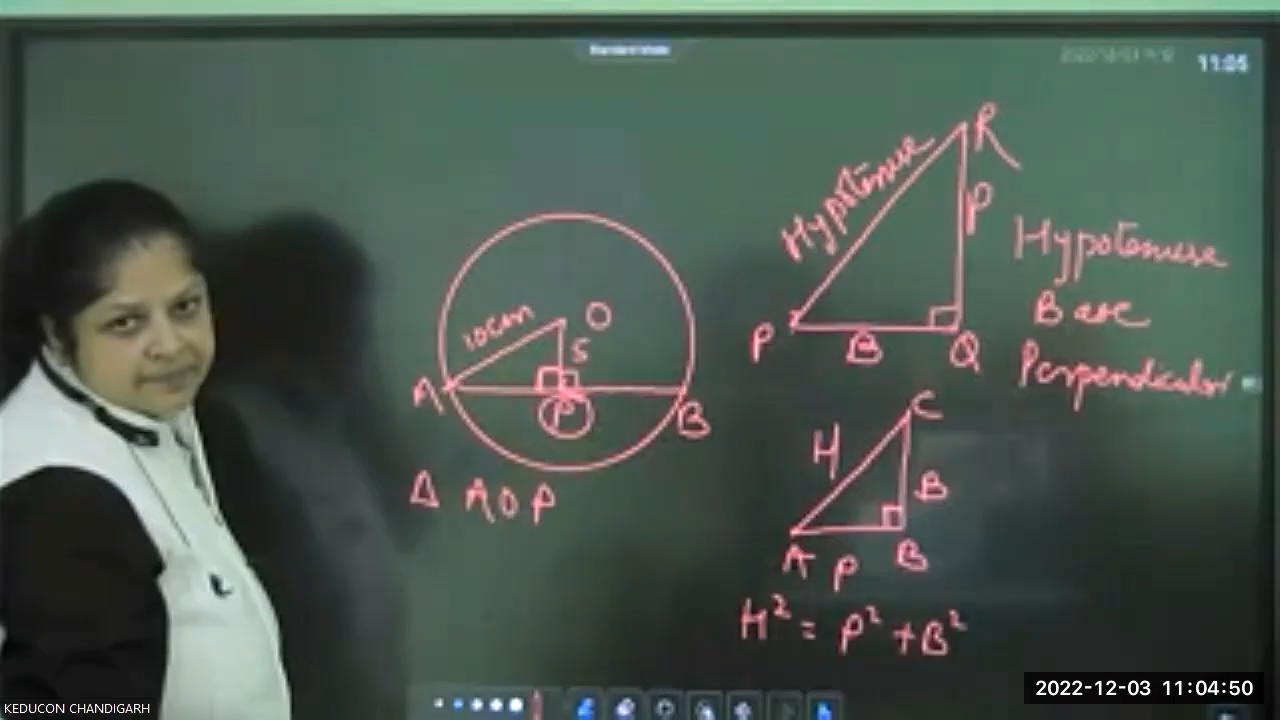 11:05
R
Hypotenuse
P
Hypotenuse
10cm
O
5
Base
P
B
Q
Perpendicular
A
P
B
C
H
B
Δ AOP
A
P
B
H² = P² + B²
2022-12-03 11:04:50
KEDUCON CHANDIGARH